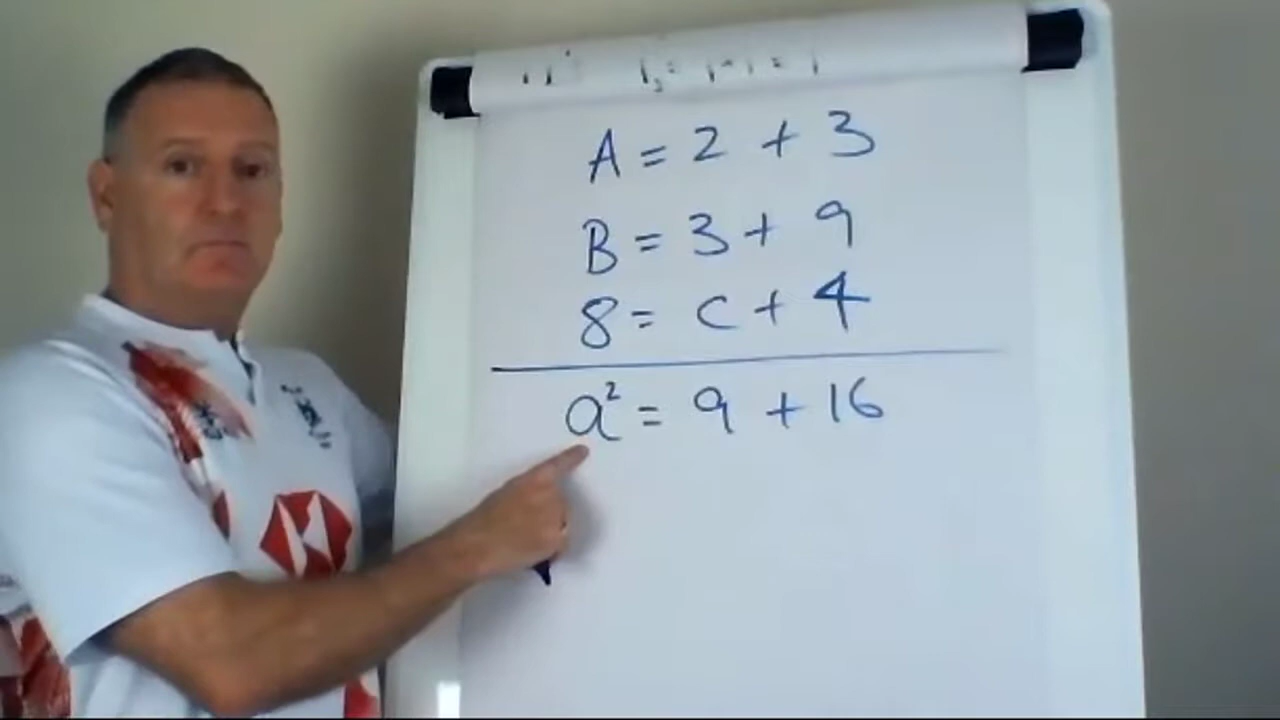 A = 2 + 3
B = 3 + 9
8 = C + 4
a² = 9 + 16